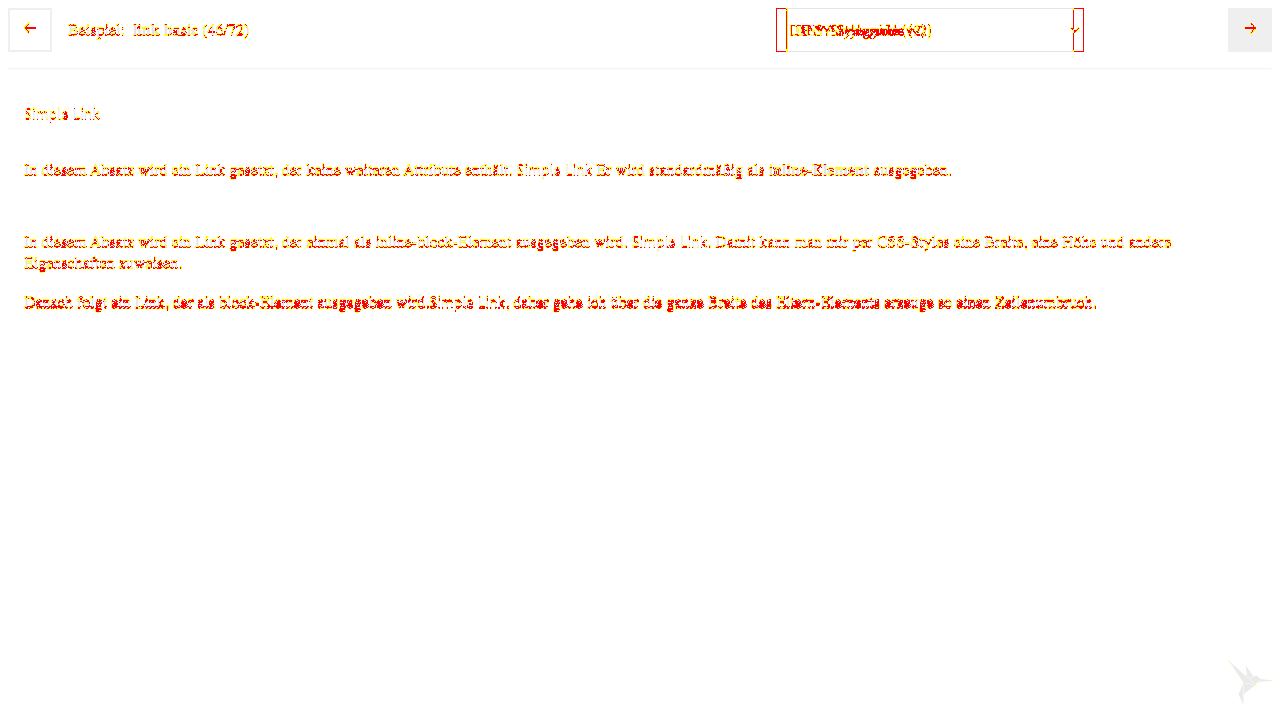 Beispiel: link basic (46/72)
Simple Link
In diesem Absatz wird ein Link gesetzt, der keine weiteren Attribute enthält. Simple Link Er wird standardmäßig als inline-Element ausgegeben.
In diesem Absatz wird ein Link gesetzt, der einmal als inline-block-Element ausgegeben wird. Simple Link. Damit kann man mir per CSS-Styles eine Breite, eine Höhe und andere
Eigenschaften zuweisen.
Danach folgt ein Link, der als block-Element ausgegeben wird.Simple Link, daher gehe ich über die ganze Breite des Eltern-Elements erzeuge so einen Zeilenumbruch.